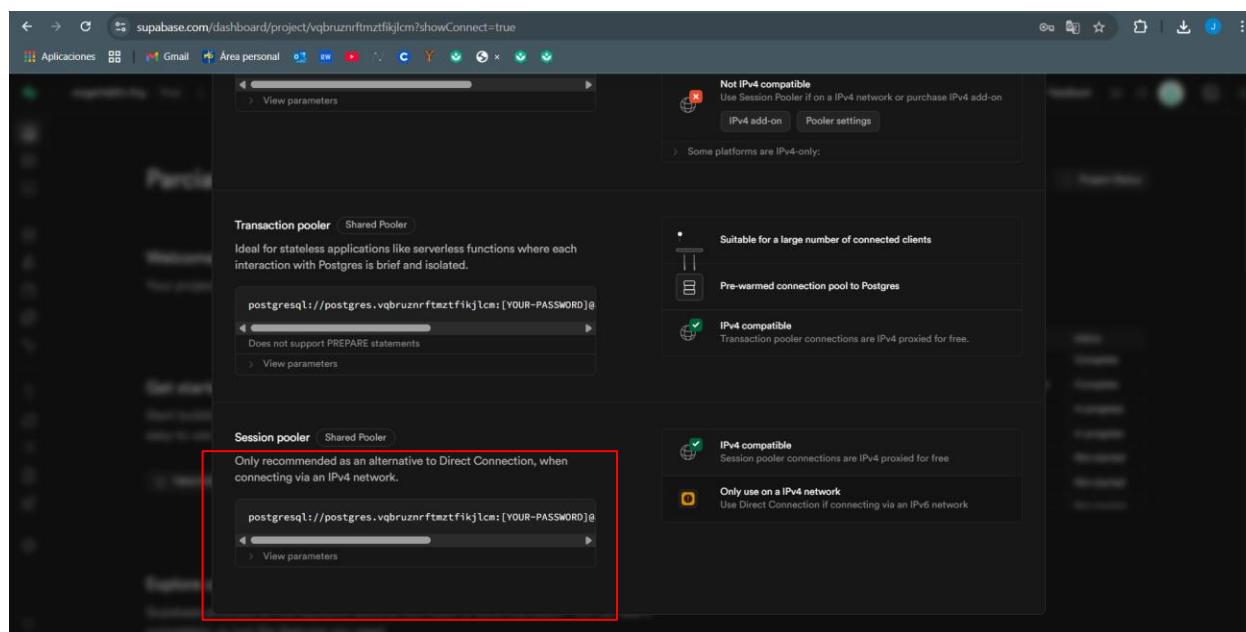 supabase.com/dashboard/project/vqbruznrftmztfikjlcm?showConnect=true
Aplicaciones
Gmail
Área personal
View parameters
Not IPv4 compatible
Use Session Pooler if on a IPv4 network or purchase IPv4 add-on
IPv4 add-on
Pooler settings
Some platforms are IPv4-only:
Parcia
Transaction pooler
Shared Pooler
Ideal for stateless applications like serverless functions where each
interaction with Postgres is brief and isolated.
postgresql://postgres.vqbruznrftmztfikjlcm:[YOUR-PASSWORD]@
Does not support PREPARE statements
View parameters
Suitable for a large number of connected clients
Pre-warmed connection pool to Postgres
IPv4 compatible
Transaction pooler connections are IPv4 proxied for free.
Session pooler
Shared Pooler
Only recommended as an alternative to Direct Connection, when
connecting via an IPv4 network.
postgresql://postgres.vqbruznrftmztfikjlcm:[YOUR-PASSWORD]@
View parameters
IPv4 compatible
Session pooler connections are IPv4 proxied for free
Only use on a IPv4 network
Use Direct Connection if connecting via an IPv6 network